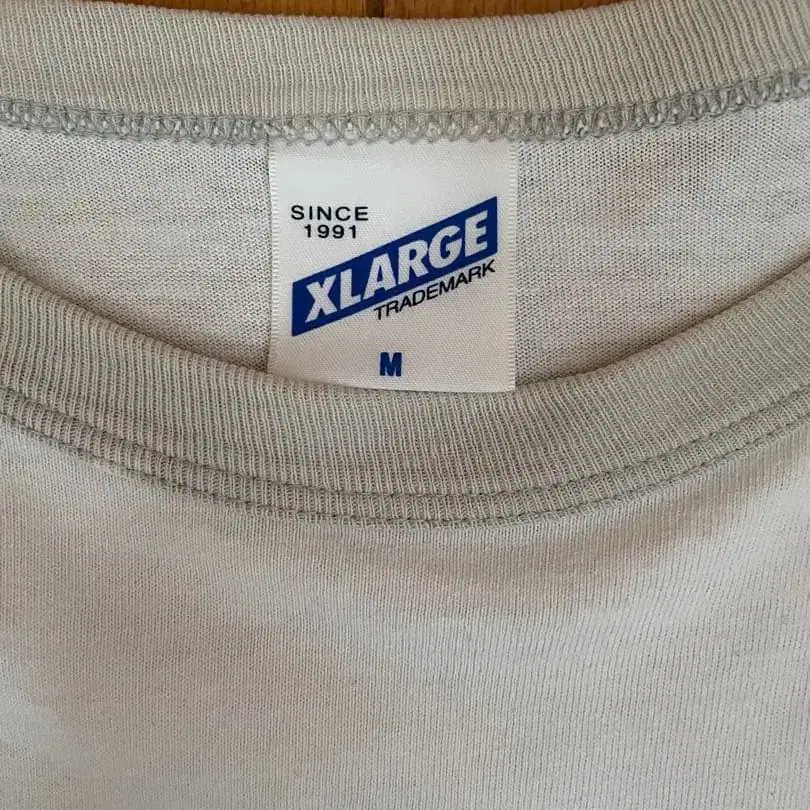 SINCE
1991
XLARGE
TRADEMARK
M